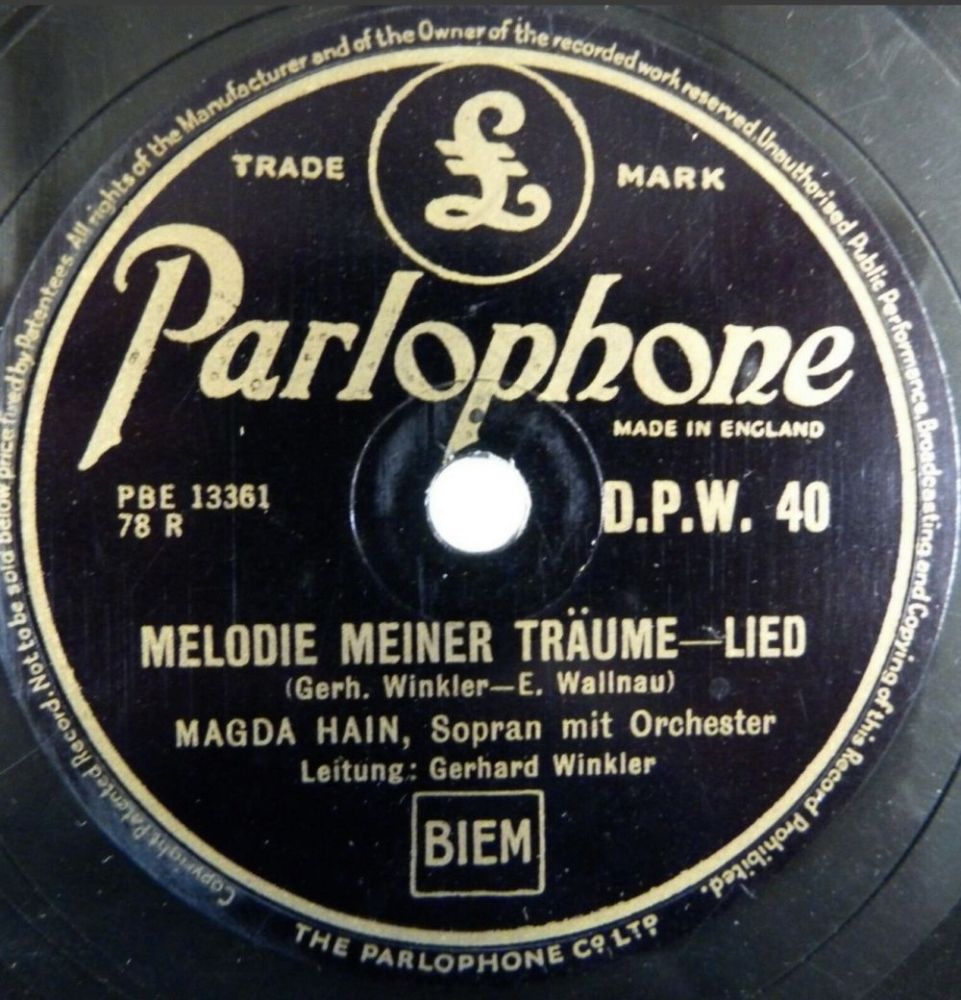 Copyright. Patented Record. Not to be sold below price fixed by Patentees. All rights of the Manufacturer and of the Owner of the recorded work reserved. Unauthorised Public Performance, Broadcasting and Copying of this Record Prohibited.
£
TRADE MARK
Parlophone
MADE IN ENGLAND
PBE 13361
78 R
D.P.W. 40
MELODIE MEINER TRÄUME—LIED
(Gerh. Winkler—E. Wallnau)
MAGDA HAIN, Sopran mit Orchester
Leitung: Gerhard Winkler
BIEM
THE PARLOPHONE CO. LTD